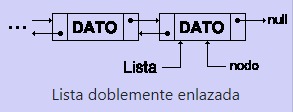 ... DATO DATO null
Lista nodo
Lista doblemente enlazada